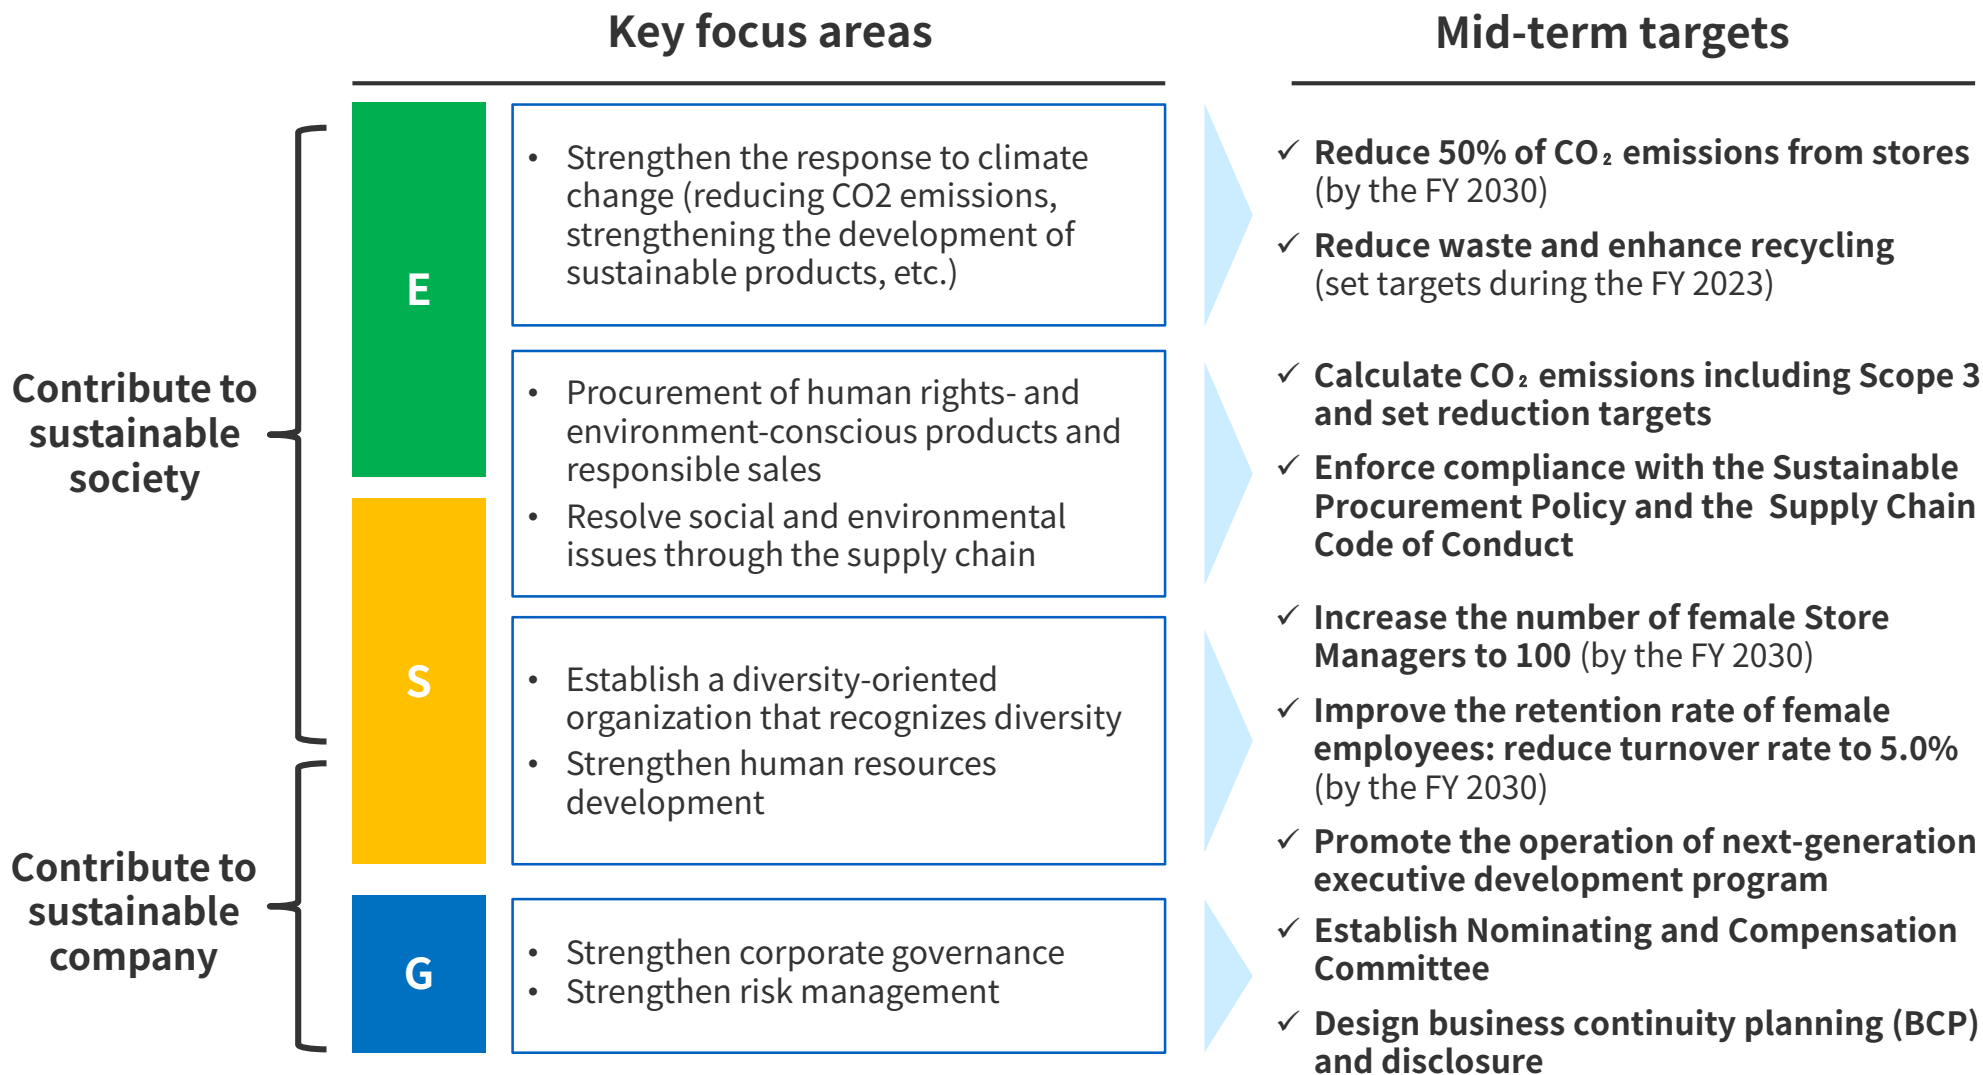 Key focus areas
Mid-term targets
Contribute to
sustainable
society
Contribute to
sustainable
company
E
S
G
• Strengthen the response to climate
change (reducing CO2 emissions,
strengthening the development of
sustainable products, etc.)
✓ Reduce 50% of CO₂ emissions from stores
(by the FY 2030)
✓ Reduce waste and enhance recycling
(set targets during the FY 2023)
• Procurement of human rights- and
environment-conscious products and
responsible sales
• Resolve social and environmental
issues through the supply chain
✓ Calculate CO₂ emissions including Scope 3
and set reduction targets
✓ Enforce compliance with the Sustainable
Procurement Policy and the Supply Chain
Code of Conduct
• Establish a diversity-oriented
organization that recognizes diversity
• Strengthen human resources
development
✓ Increase the number of female Store
Managers to 100 (by the FY 2030)
✓ Improve the retention rate of female
employees: reduce turnover rate to 5.0%
(by the FY 2030)
✓ Promote the operation of next-generation
executive development program
• Strengthen corporate governance
• Strengthen risk management
✓ Establish Nominating and Compensation
Committee
✓ Design business continuity planning (BCP)
and disclosure